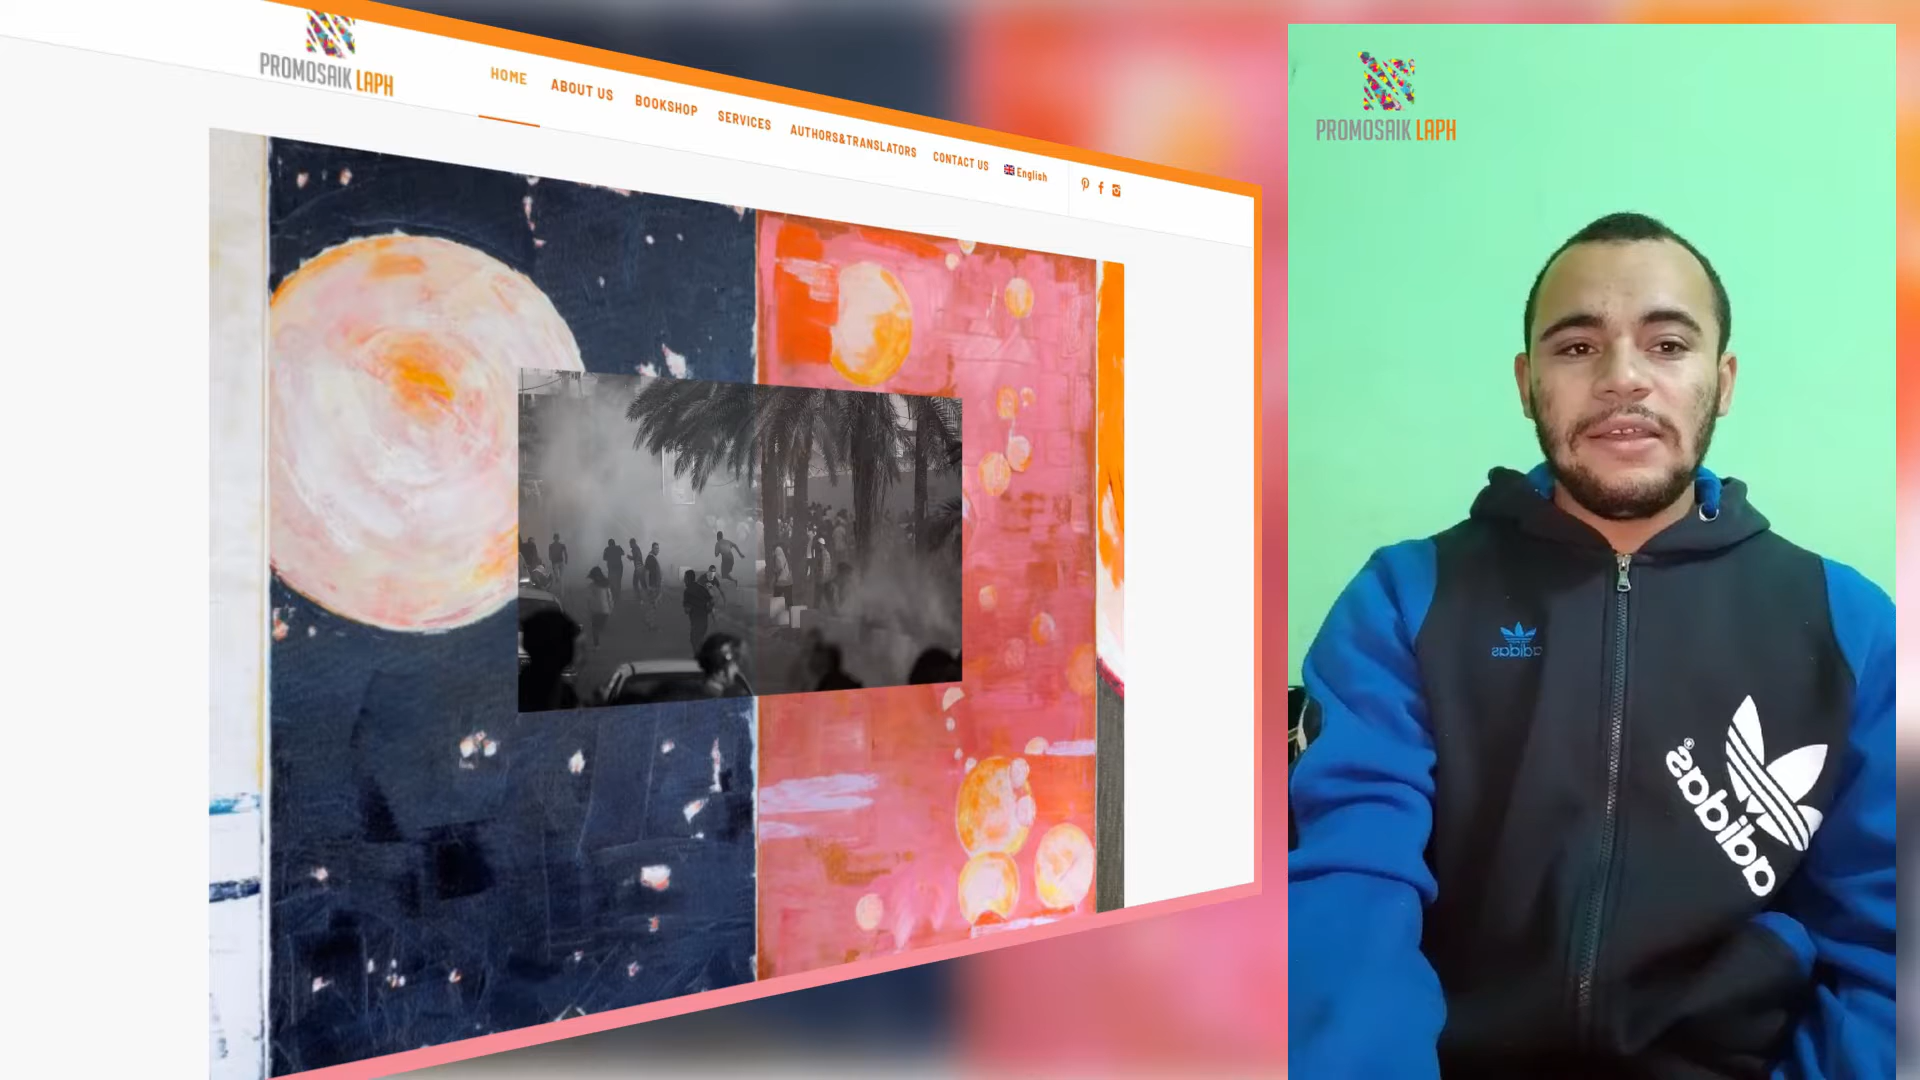 PROMOSAIK LAPH
HOME
ABOUT US
BOOKSHOP
SERVICES
AUTHORS&TRANSLATORS
CONTACT US
English
PROMOSAIK LAPH
adidas
adidas®